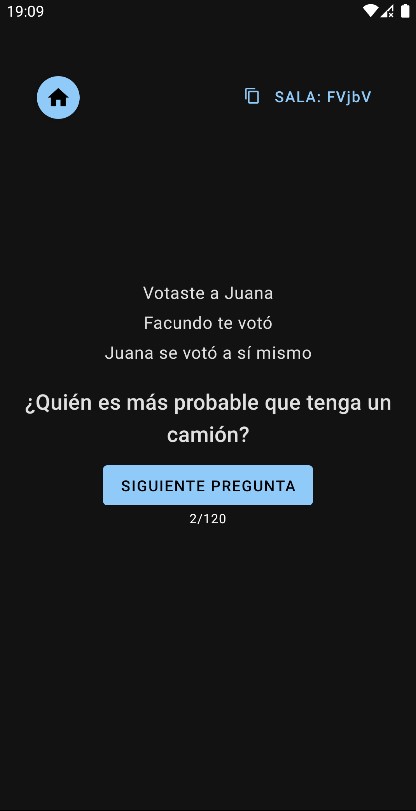 19:09
SALA: FVjbV
Votaste a Juana
Facundo te votó
Juana se votó a sí mismo
¿Quién es más probable que tenga un
camión?
SIGUIENTE PREGUNTA
2/120